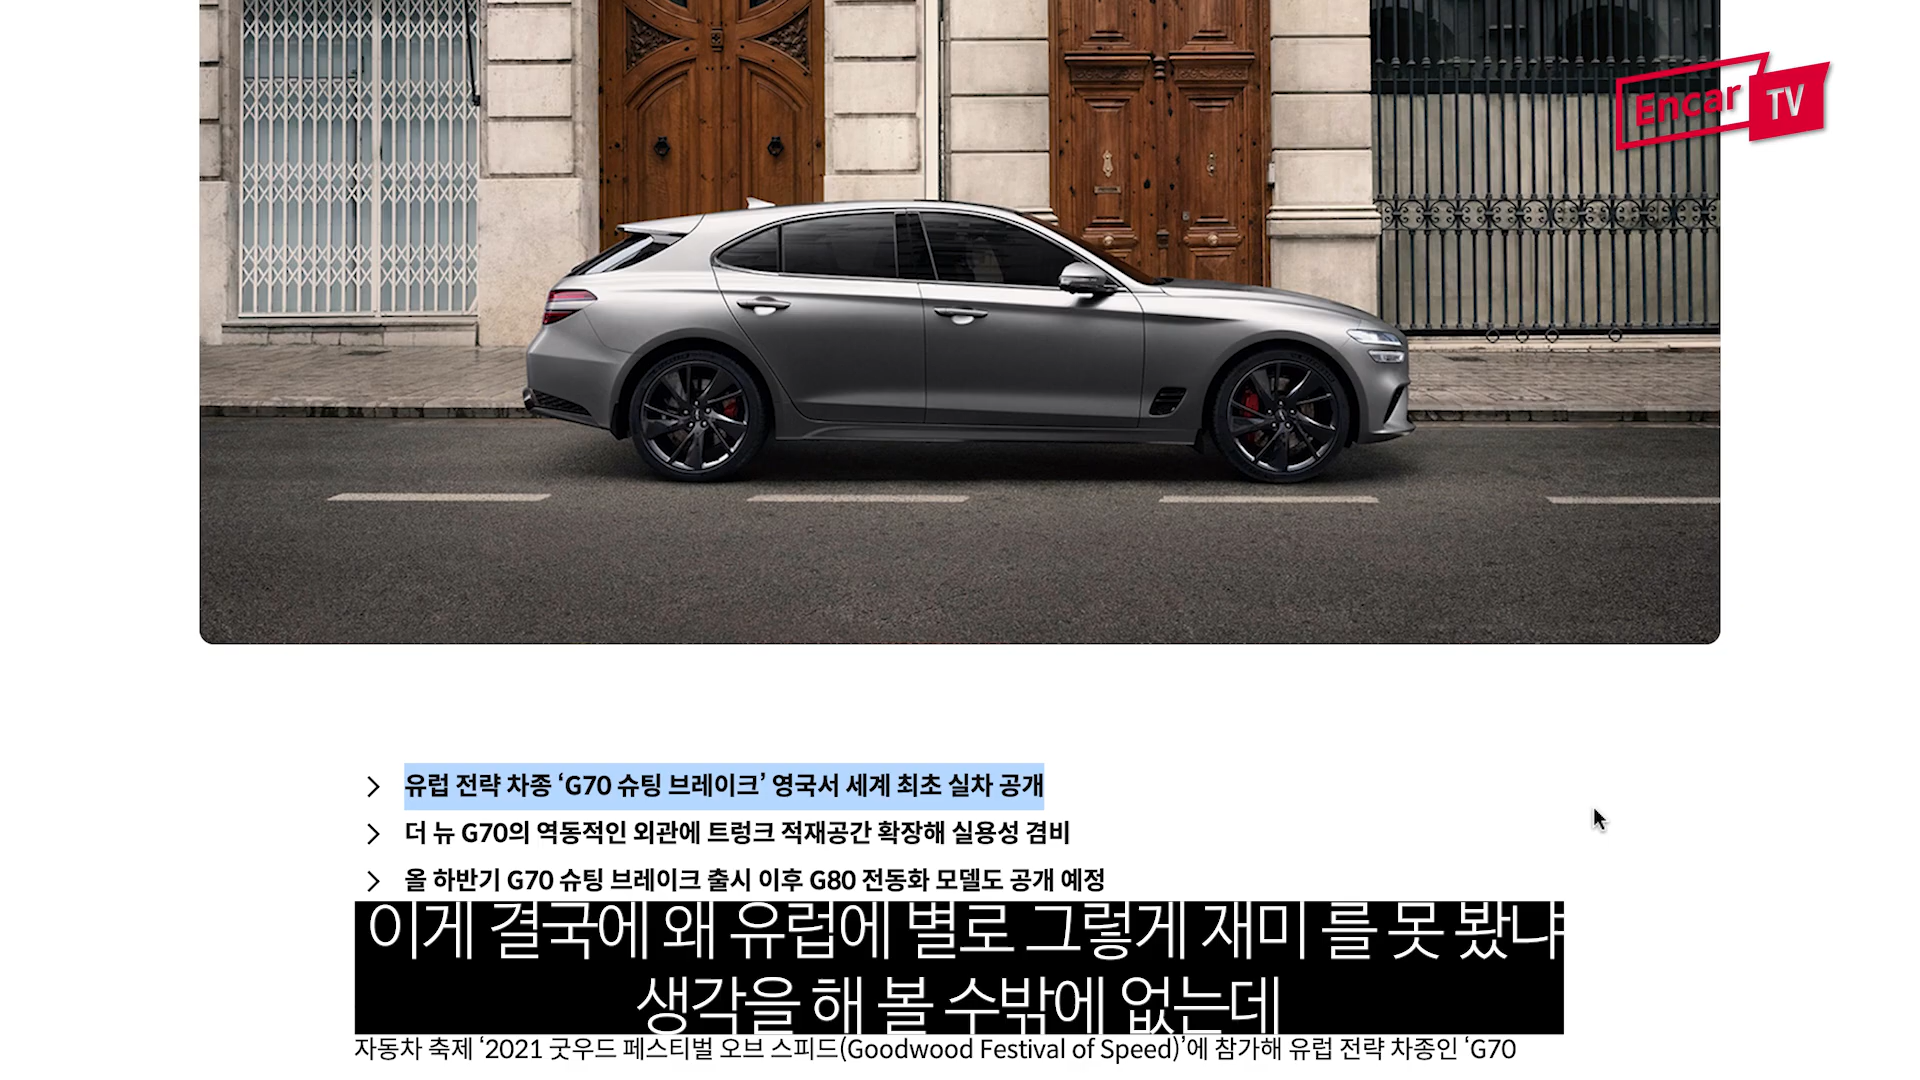 Encar TV
유럽 전략 차종 ‘G70 슈팅 브레이크’ 영국서 세계 최초 실차 공개
더 뉴 G70의 역동적인 외관에 트렁크 적재공간 확장해 실용성 겸비
올 하반기 G70 슈팅 브레이크 출시 이후 G80 전동화 모델도 공개 예정
이게 결국에 왜 유럽에 별로 그렇게 재미 를 못 봤냐
생각을 해 볼 수밖에 없는데
자동차 축제 ‘2021 굿우드 페스티벌 오브 스피드(Goodwood Festival of Speed)’에 참가해 유럽 전략 차종인 ‘G70